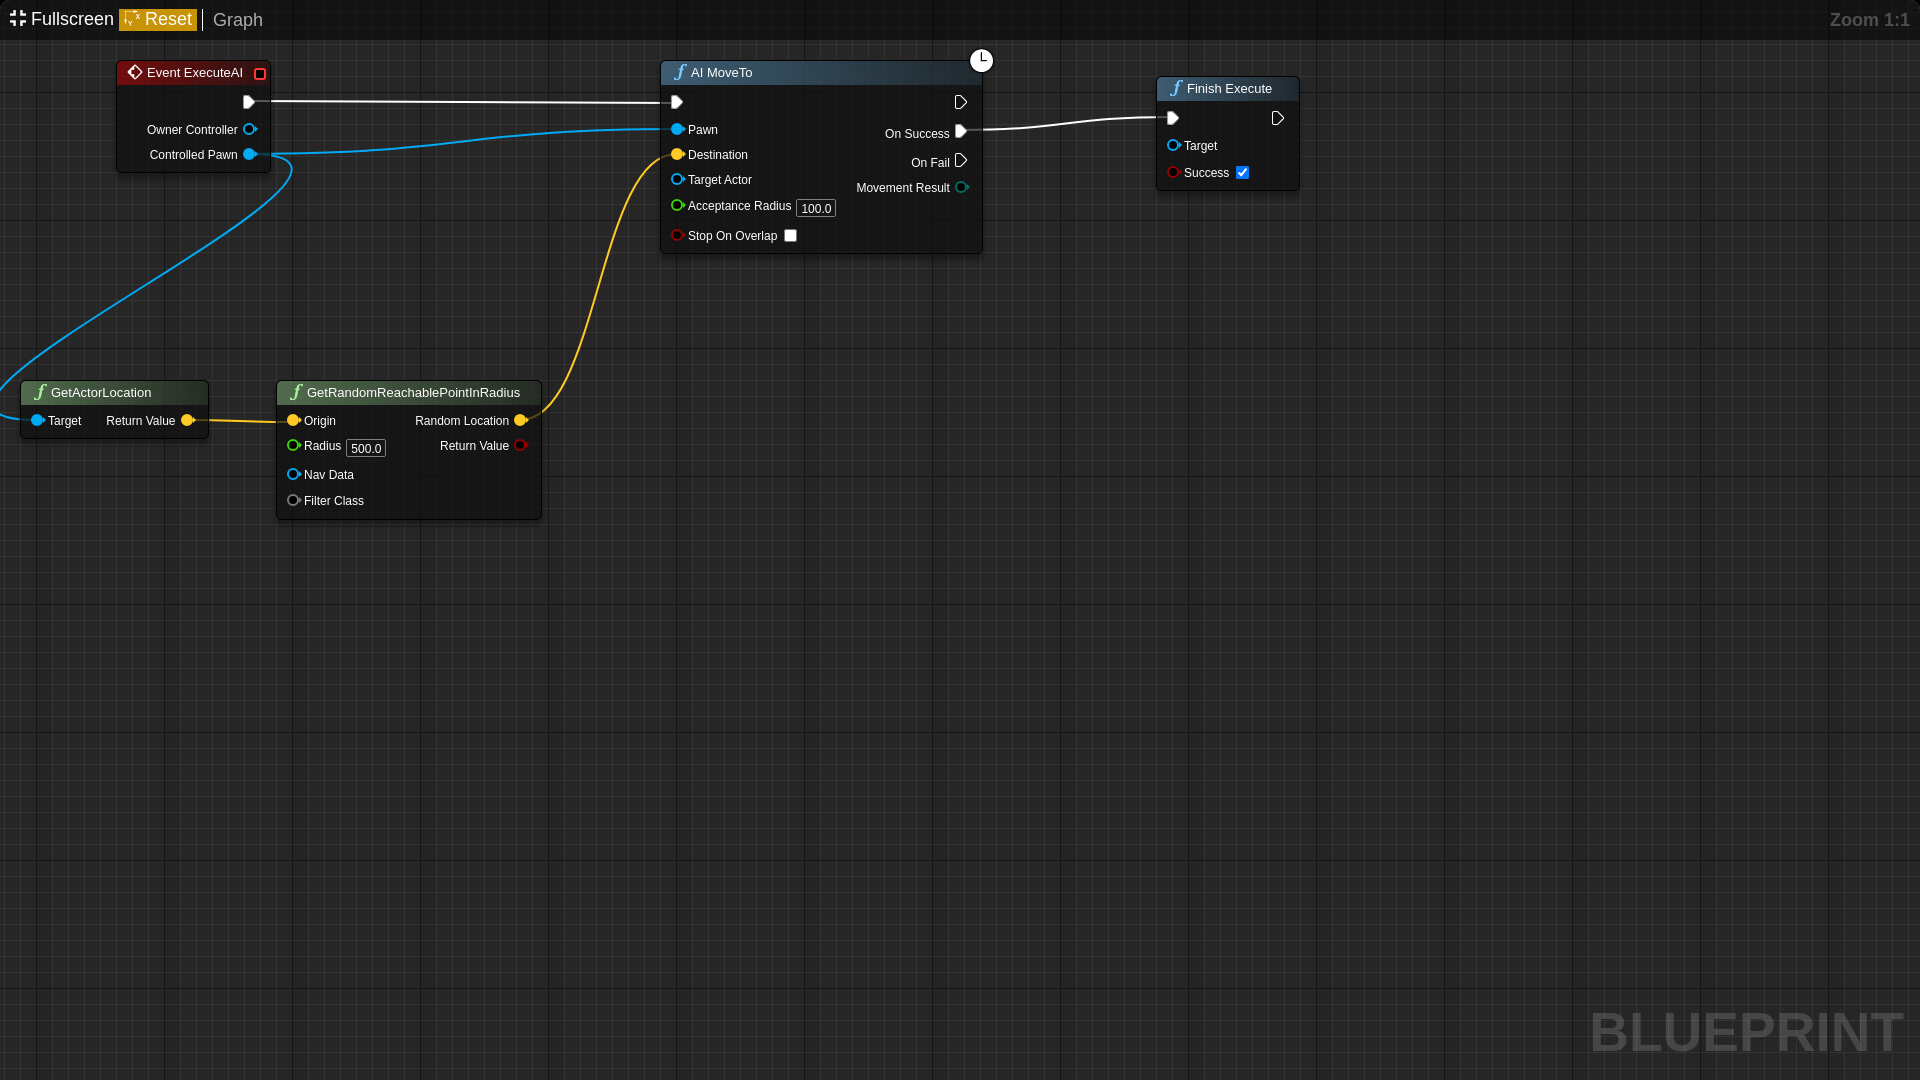 Fullscreen Reset Graph Zoom 1:1
Event ExecuteAI
Owner Controller
Controlled Pawn
AI MoveTo
Pawn
Destination
Target Actor
Acceptance Radius 100.0
Stop On Overlap
On Success
On Fail
Movement Result
Finish Execute
Target
Success
GetActorLocation
Target Return Value
GetRandomReachablePointInRadius
Origin Random Location
Radius 500.0 Return Value
Nav Data
Filter Class
BLUEPRINT